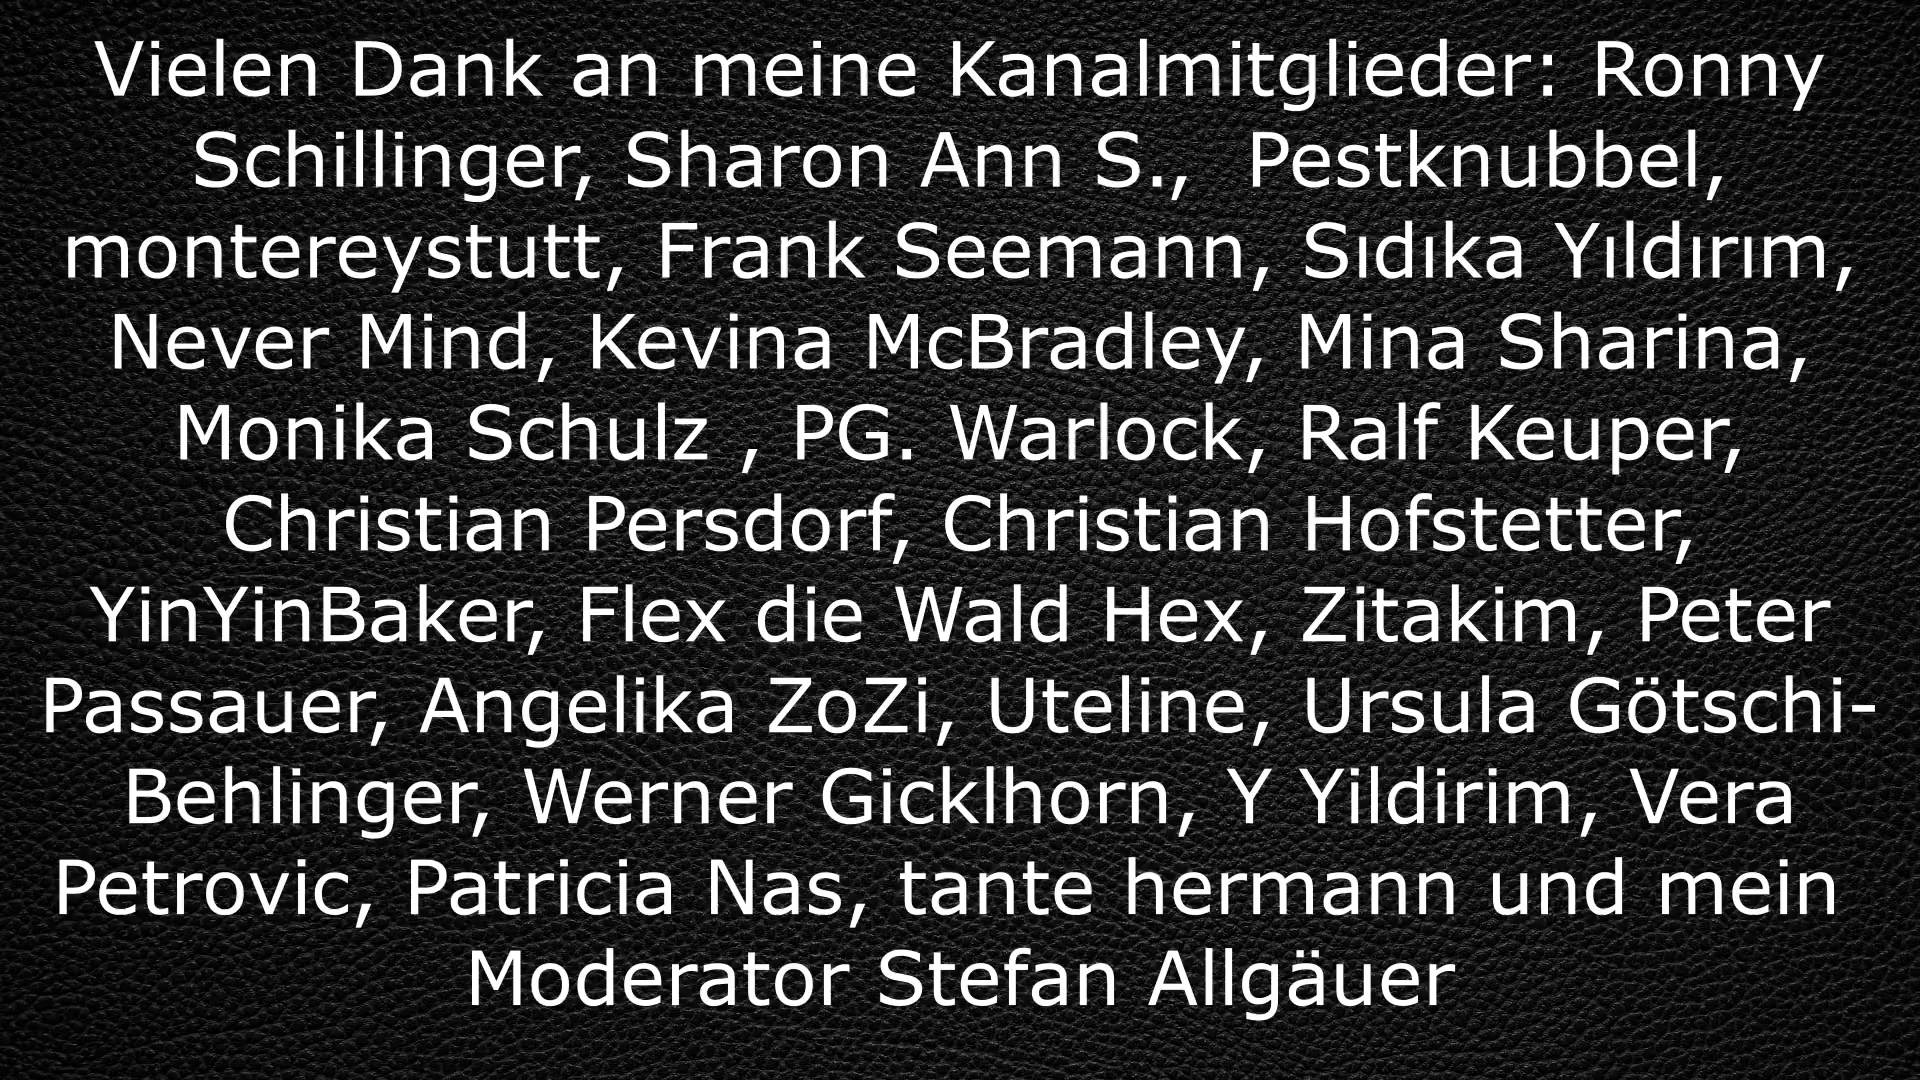 Vielen Dank an meine Kanalmitglieder: Ronny
Schillinger, Sharon Ann S.,  Pestknubbel,
montereystutt, Frank Seemann, Sıdıka Yıldırım,
Never Mind, Kevina McBradley, Mina Sharina,
Monika Schulz , PG. Warlock, Ralf Keuper,
Christian Persdorf, Christian Hofstetter,
YinYinBaker, Flex die Wald Hex, Zitakim, Peter
Passauer, Angelika ZoZi, Uteline, Ursula Götschi-
Behlinger, Werner Gicklhorn, Y Yildirim, Vera
Petrovic, Patricia Nas, tante hermann und mein
Moderator Stefan Allgäuer